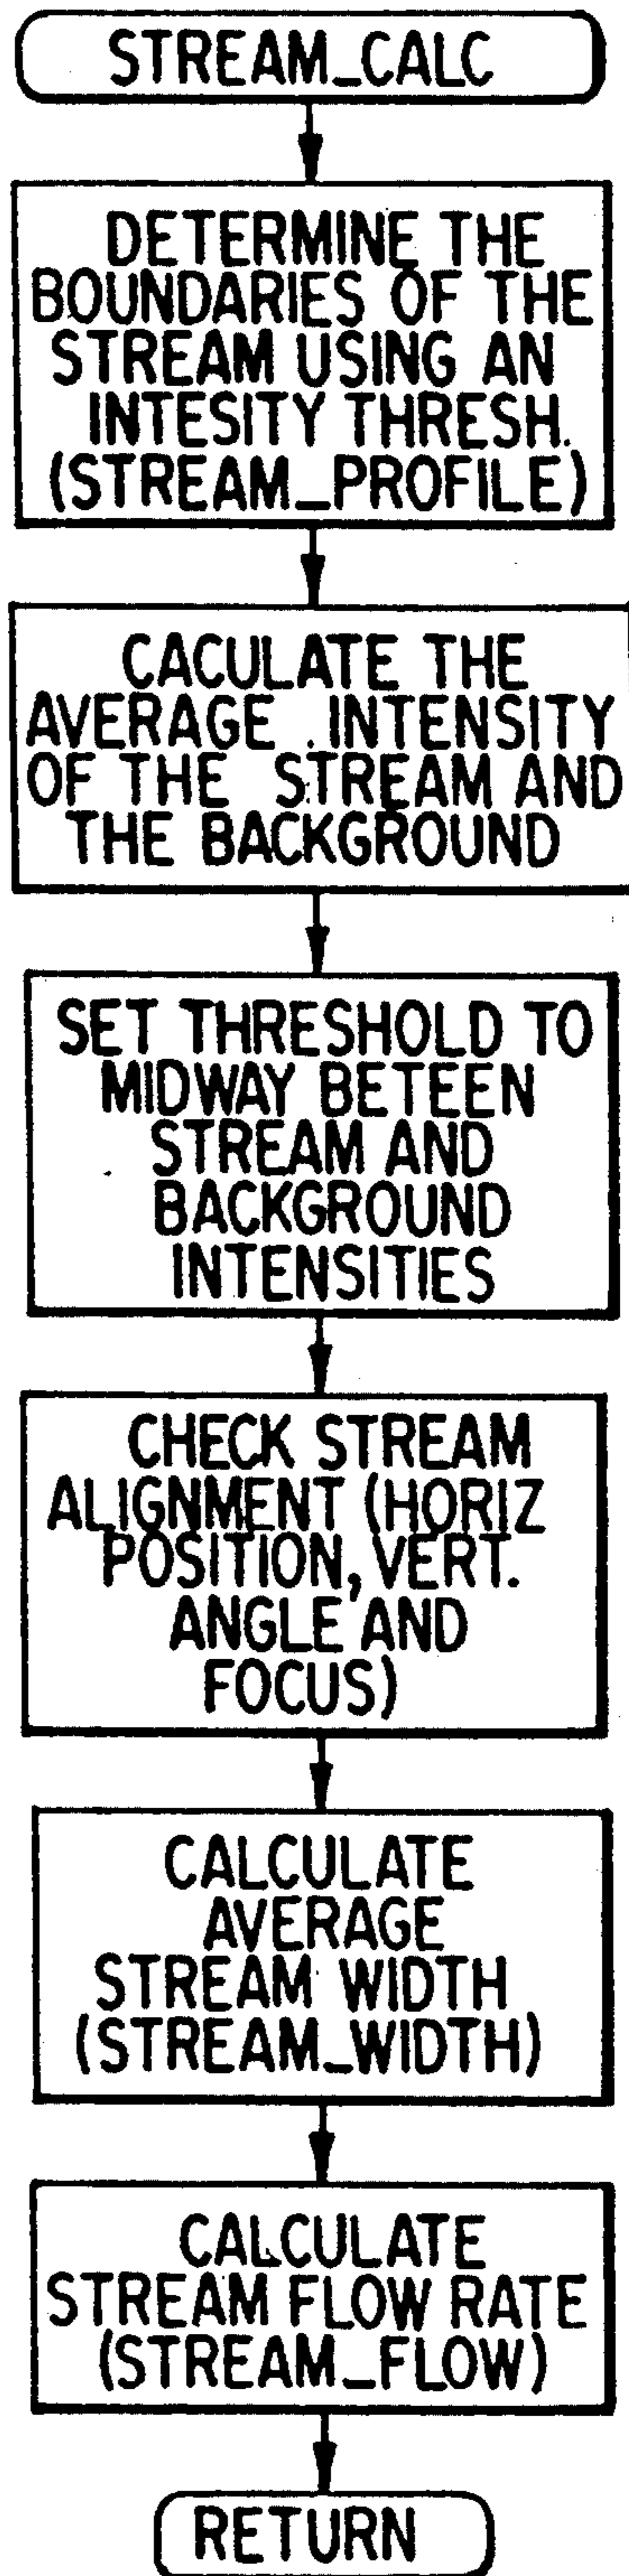 STREAM_CALC
DETERMINE THE
BOUNDARIES OF THE
STREAM USING AN
INTESITY THRESH.
(STREAM_PROFILE)
CACULATE THE
AVERAGE INTENSITY
OF THE STREAM AND
THE BACKGROUND
SET THRESHOLD TO
MIDWAY BETEEN
STREAM AND
BACKGROUND
INTENSITIES
CHECK STREAM
ALIGNMENT (HORIZ
POSITION, VERT.
ANGLE AND
FOCUS)
CALCULATE
AVERAGE
STREAM WIDTH
(STREAM_WIDTH)
CALCULATE
STREAM FLOW RATE
(STREAM_FLOW)
RETURN